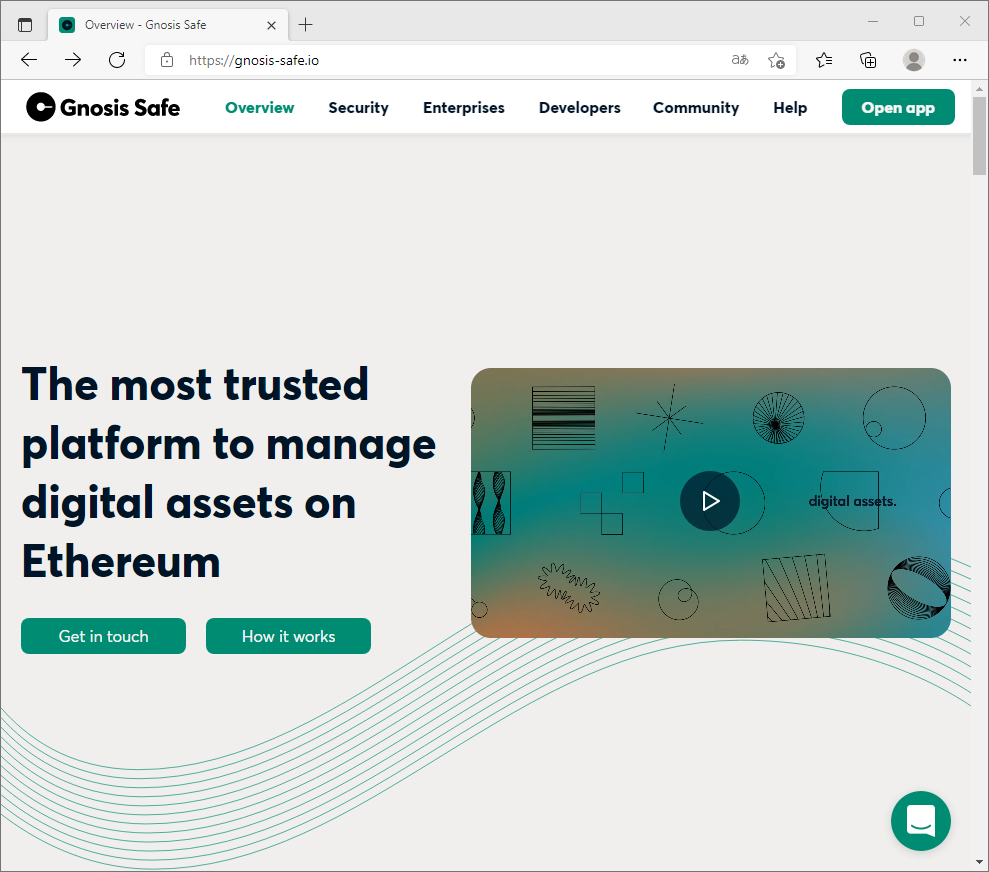 Overview - Gnosis Safe
https://gnosis-safe.io
Gnosis Safe
Overview
Security
Enterprises
Developers
Community
Help
Open app
The most trusted
platform to manage
digital assets on
Ethereum
digital assets.
Get in touch
How it works